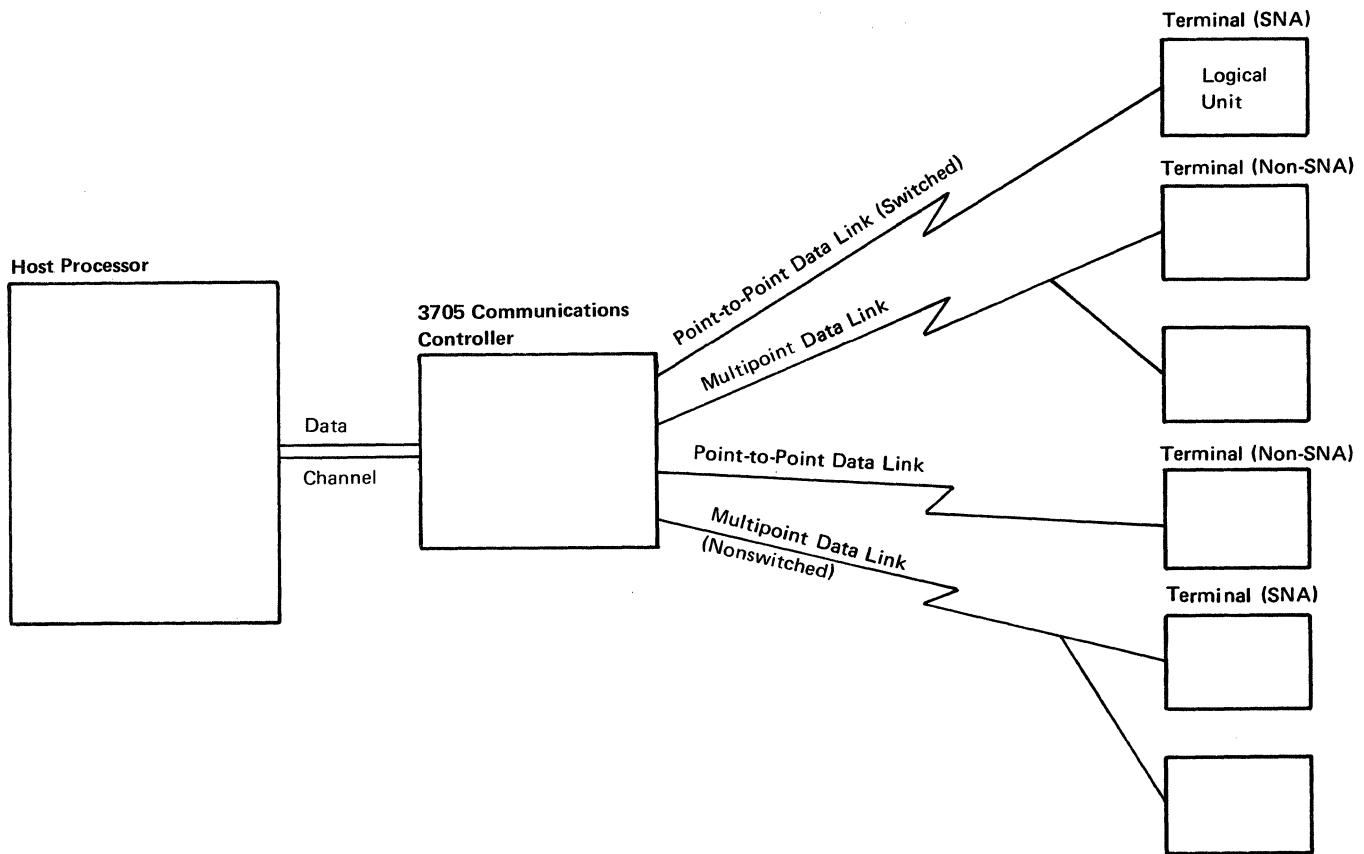 Terminal (SNA)
Logical
Unit
Point-to-Point Data Link (Switched)
Terminal (Non-SNA)
Host Processor
3705 Communications
Controller
Multipoint Data Link
Data
Channel
Point-to-Point Data Link
Terminal (Non-SNA)
Multipoint Data Link
(Nonswitched)
Terminal (SNA)